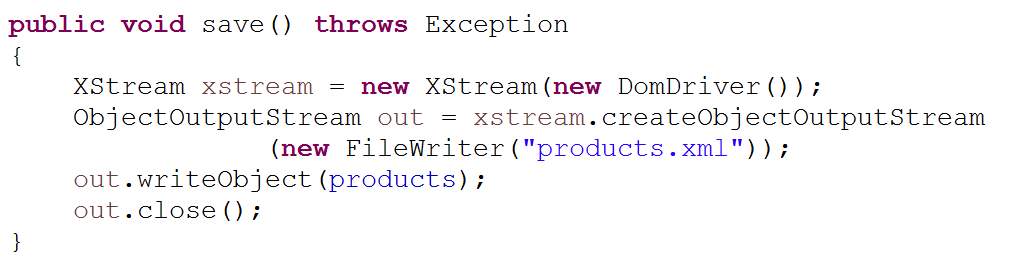 public void save() throws Exception
{
    XStream xstream = new XStream(new DomDriver());
    ObjectOutputStream out = xstream.createObjectOutputStream
                (new FileWriter("products.xml"));
    out.writeObject(products);
    out.close();
}